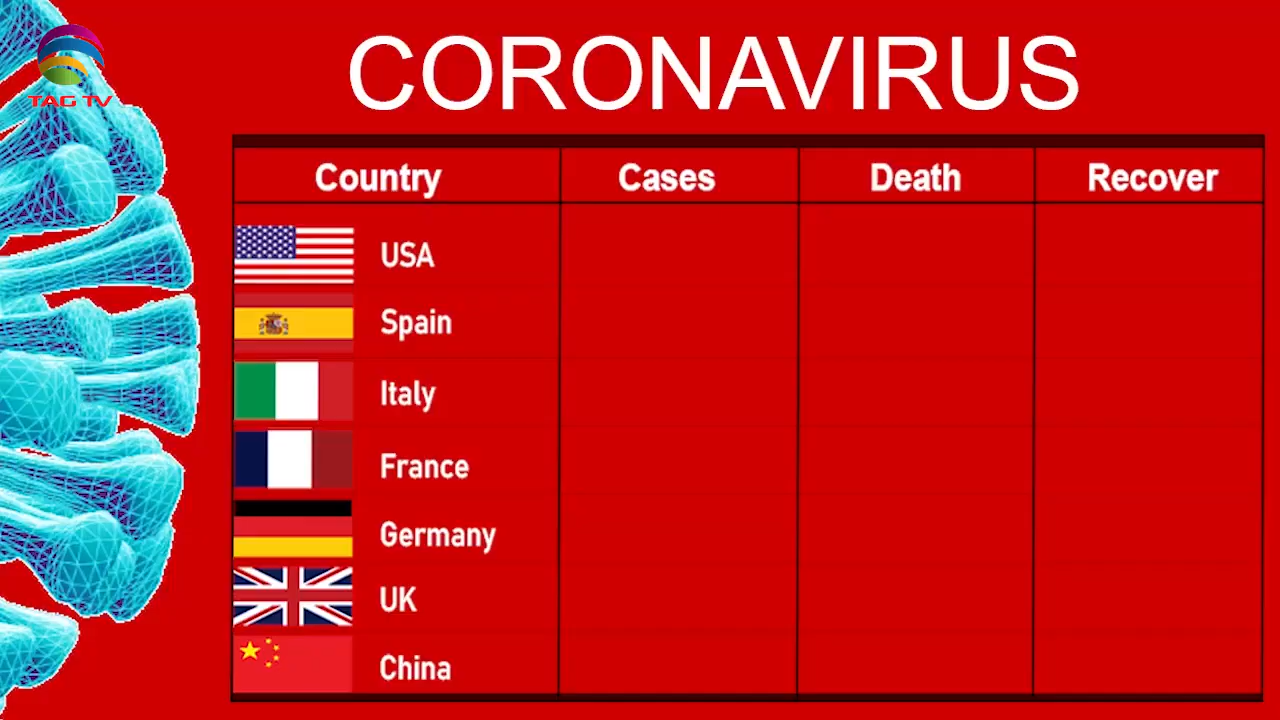 TAG TV
CORONAVIRUS
Country Cases Death Recover
USA
Spain
Italy
France
Germany
UK
China